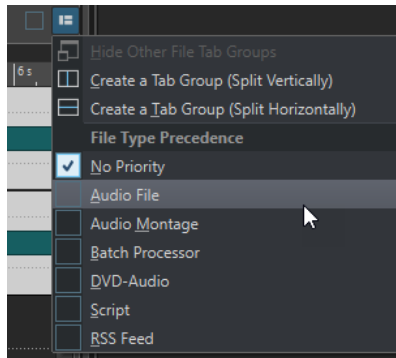 Hide Other File Tab Groups
6 s
Create a Tab Group (Split Vertically)
Create a Tab Group (Split Horizontally)
File Type Precedence
No Priority
Audio File
Audio Montage
Batch Processor
DVD-Audio
Script
RSS Feed